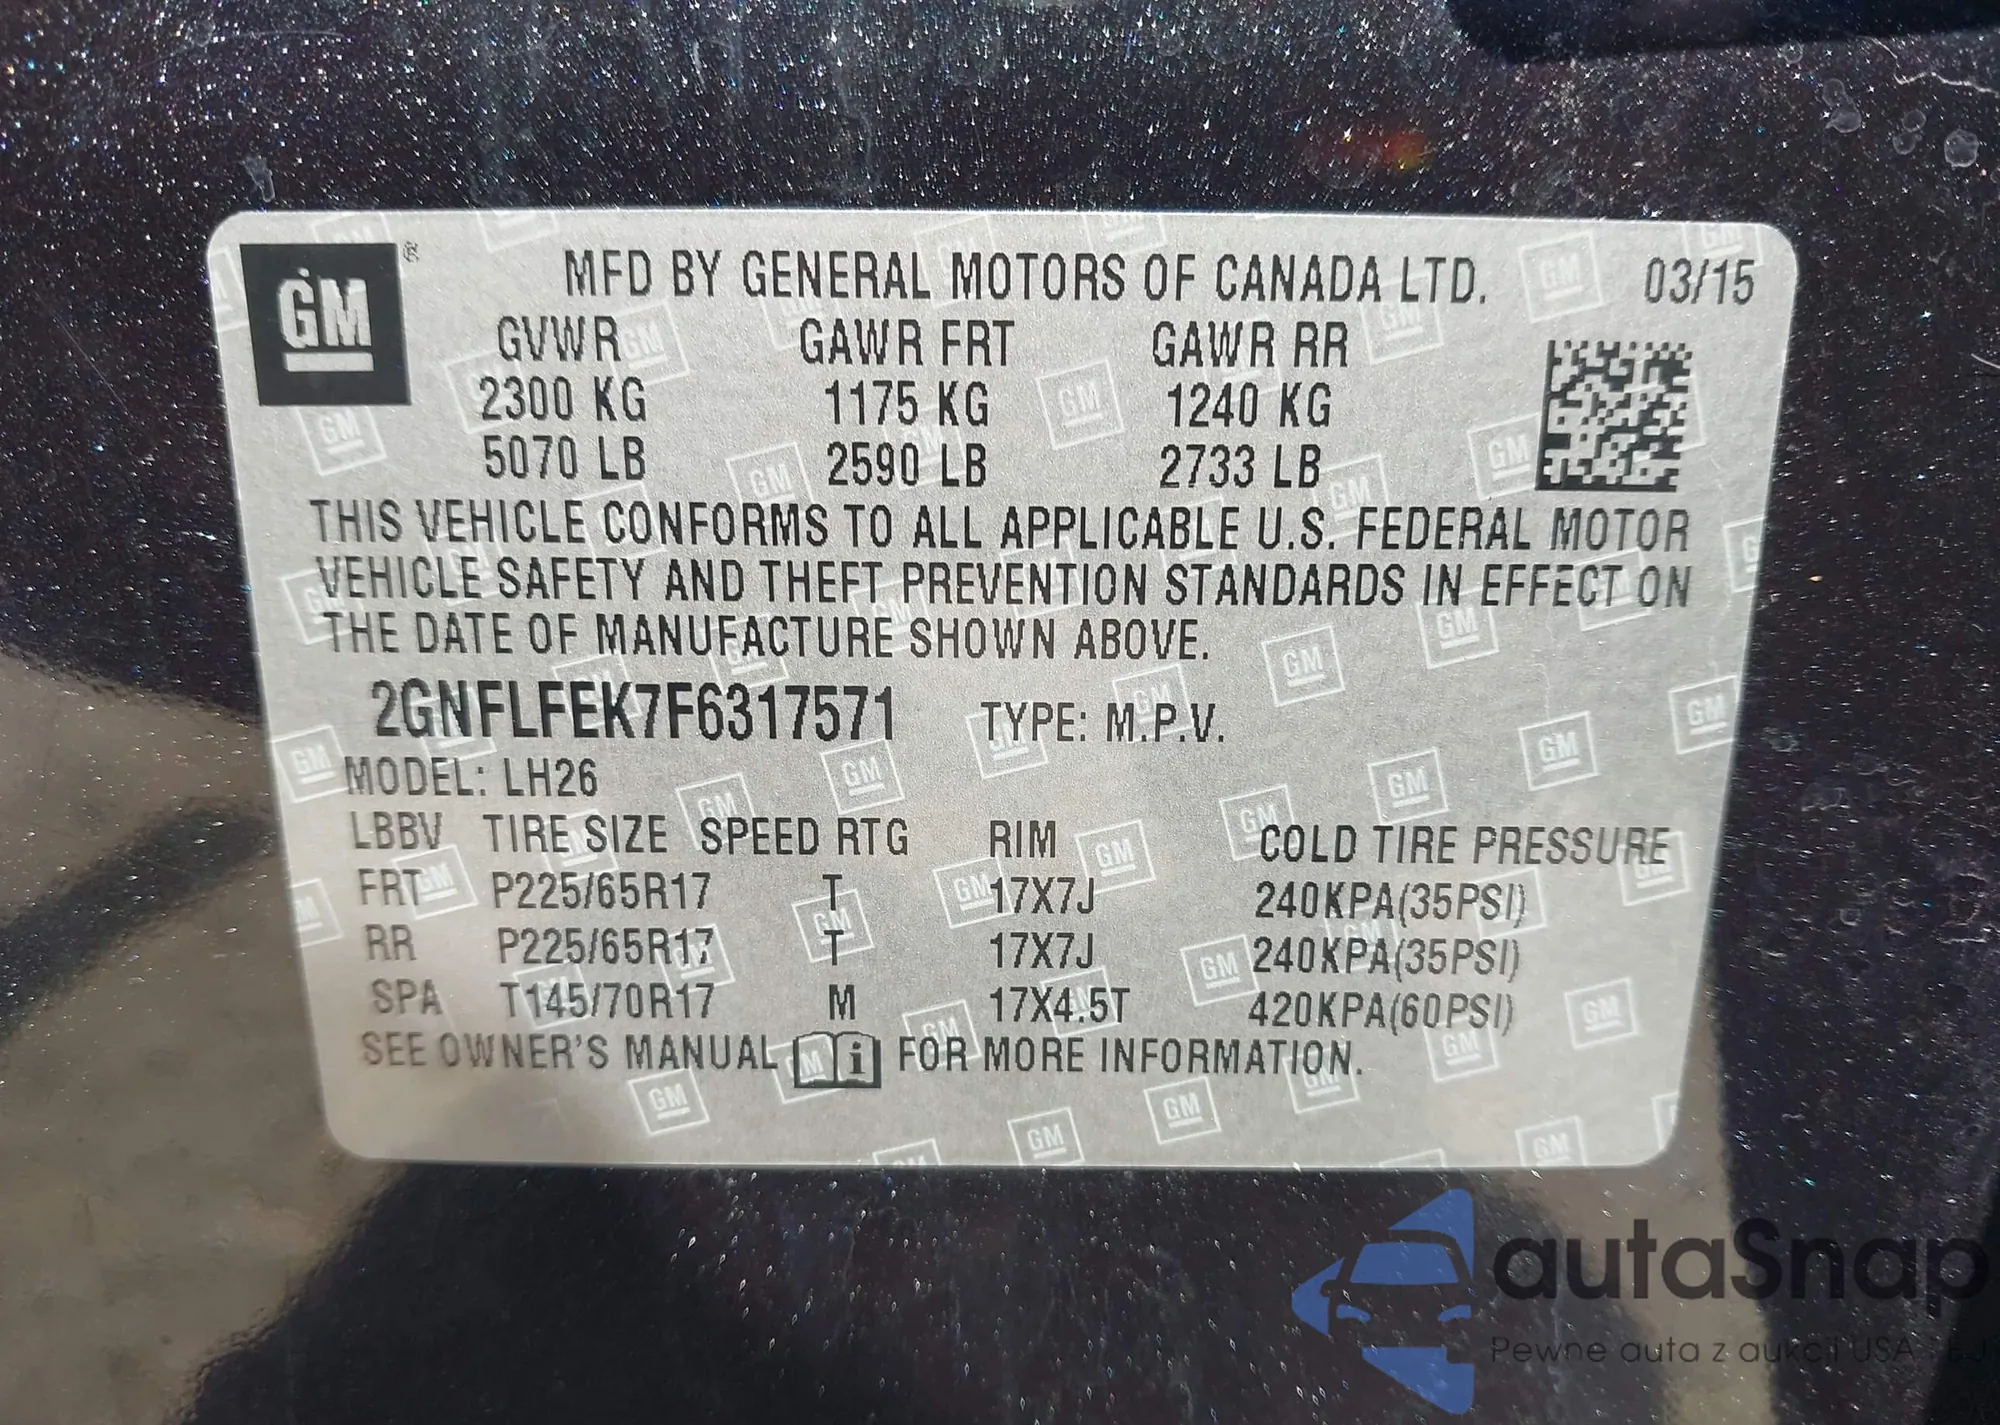 GM ® MFD BY GENERAL MOTORS OF CANADA LTD. 03/15
GVWR GAWR FRT GAWR RR
2300 KG 1175 KG 1240 KG
5070 LB 2590 LB 2733 LB
THIS VEHICLE CONFORMS TO ALL APPLICABLE U.S. FEDERAL MOTOR
VEHICLE SAFETY AND THEFT PREVENTION STANDARDS IN EFFECT ON
THE DATE OF MANUFACTURE SHOWN ABOVE.
2GNFLFEK7F6317571 TYPE: M.P.V.
MODEL: LH26
LBBV TIRE SIZE SPEED RTG RIM COLD TIRE PRESSURE
FRT P225/65R17 T 17X7J 240KPA(35PSI)
RR P225/65R17 T 17X7J 240KPA(35PSI)
SPA T145/70R17 M 17X4.5T 420KPA(60PSI)
SEE OWNER'S MANUAL i FOR MORE INFORMATION.
autaSnap
Pewne auta z aukcji USA